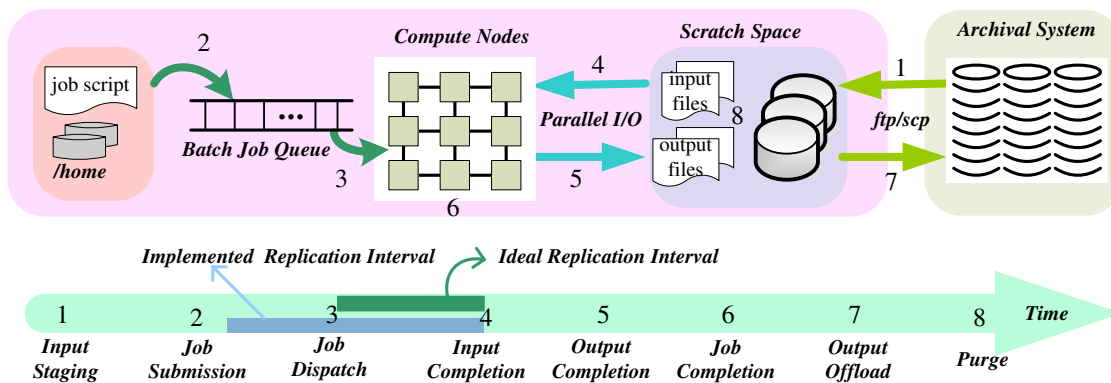 2
Compute Nodes
Scratch Space
Archival System
job script
4
input
files
1
•••
Parallel I/O
8
ftp/scp
Batch Job Queue
output
files
/home
3
5
7
6
Implemented Replication Interval
Ideal Replication Interval
1
2
3
4
5
6
7
8
Time
Input
Staging
Job
Submission
Job
Dispatch
Input
Completion
Output
Completion
Job
Completion
Output
Offload
Purge